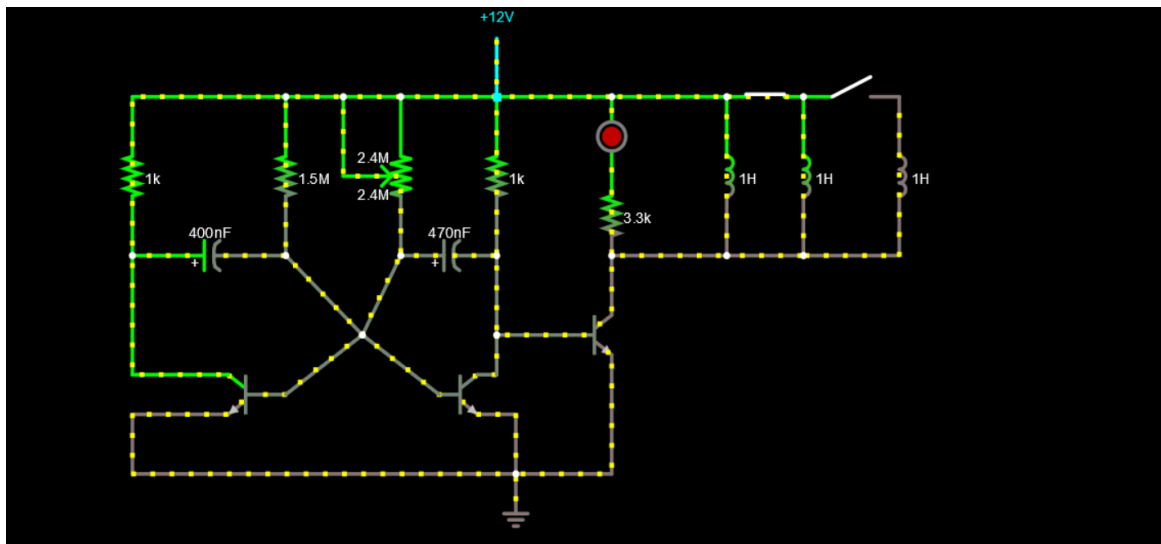 +12V
2.4M
1k
1.5M
2.4M
1k
1H
1H
1H
3.3k
400nF
470nF
+
+